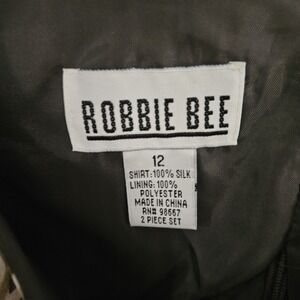 ROBBIE BEE
12
SHIRT:100% SILK
LINING:100%
POLYESTER
MADE IN CHINA
RN# 98557
2 PIECE SET